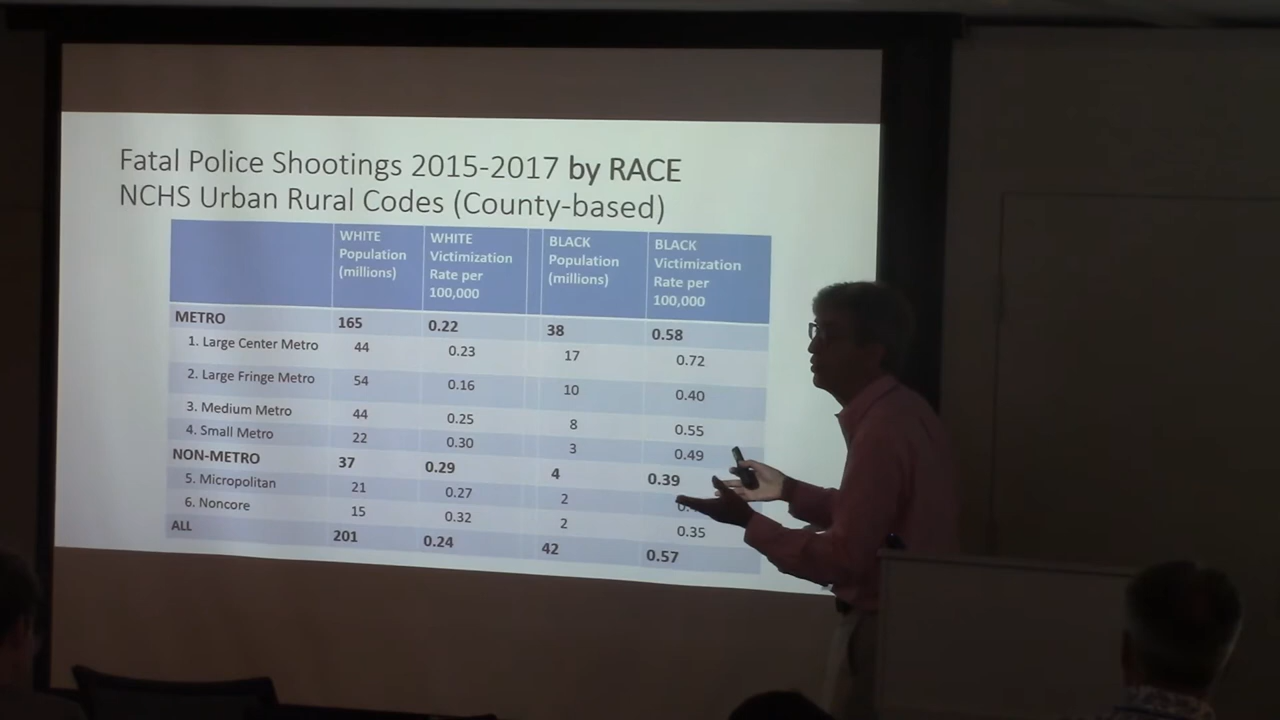 Fatal Police Shootings 2015-2017 by RACE
NCHS Urban Rural Codes (County-based)
WHITE Population (millions) WHITE Victimization Rate per 100,000 BLACK Population (millions) BLACK Victimization Rate per 100,000
METRO 165 0.22 38 0.58
1. Large Center Metro 44 0.23 17 0.72
2. Large Fringe Metro 54 0.16 10 0.40
3. Medium Metro 44 0.25 8 0.55
4. Small Metro 22 0.30 3 0.49
NON-METRO 37 0.29 4 0.39
5. Micropolitan 21 0.27 2
6. Noncore 15 0.32 2 0.35
ALL 201 0.24 42 0.57